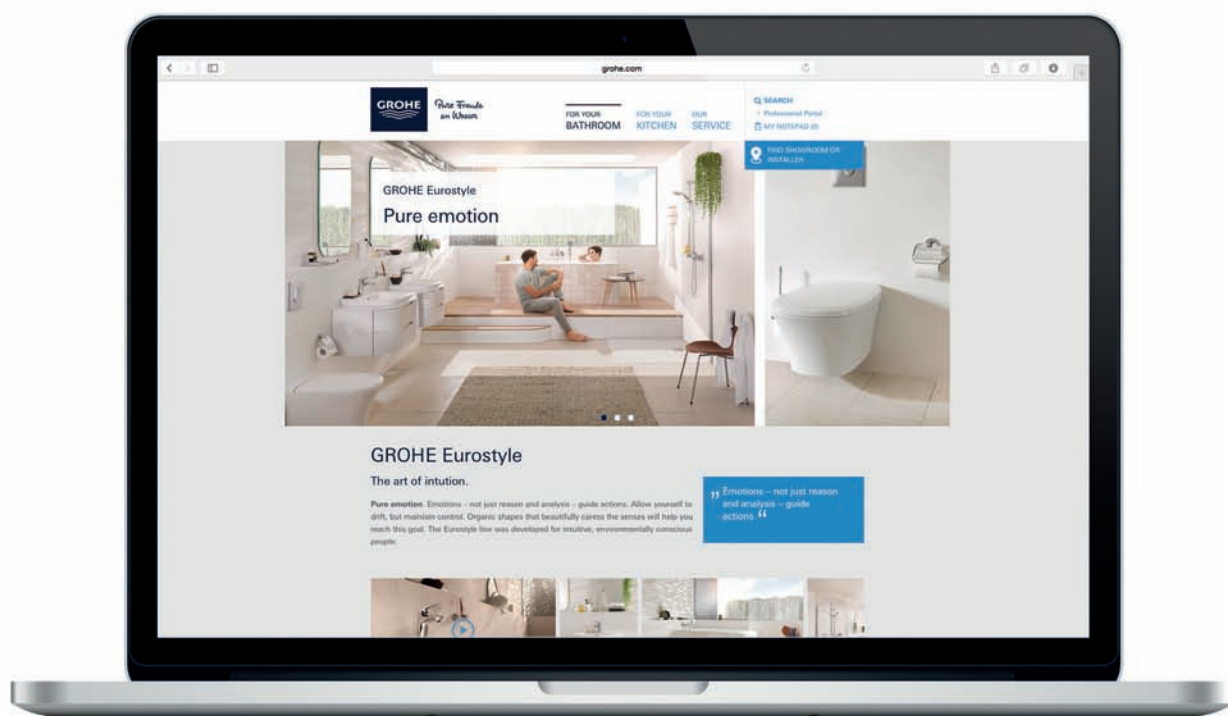 grohe.com
GROHE
Pure Freude
an Wasser
FOR YOUR
BATHROOM
FOR YOUR
KITCHEN
OUR
SERVICE
SEARCH
> Professional Portal
MY NOTEPAD (0)
FIND SHOWROOM OR
INSTALLER
GROHE Eurostyle
Pure emotion
GROHE Eurostyle
The art of intution.
Pure emotion. Emotions – not just reason and analysis – guide actions. Allow yourself to
drift, but maintain control. Organic shapes that beautifully caress the senses will help you
reach this goal. The Eurostyle line was developed for intuitive, environmentally conscious
people.
„ Emotions – not just reason
and analysis – guide
actions “